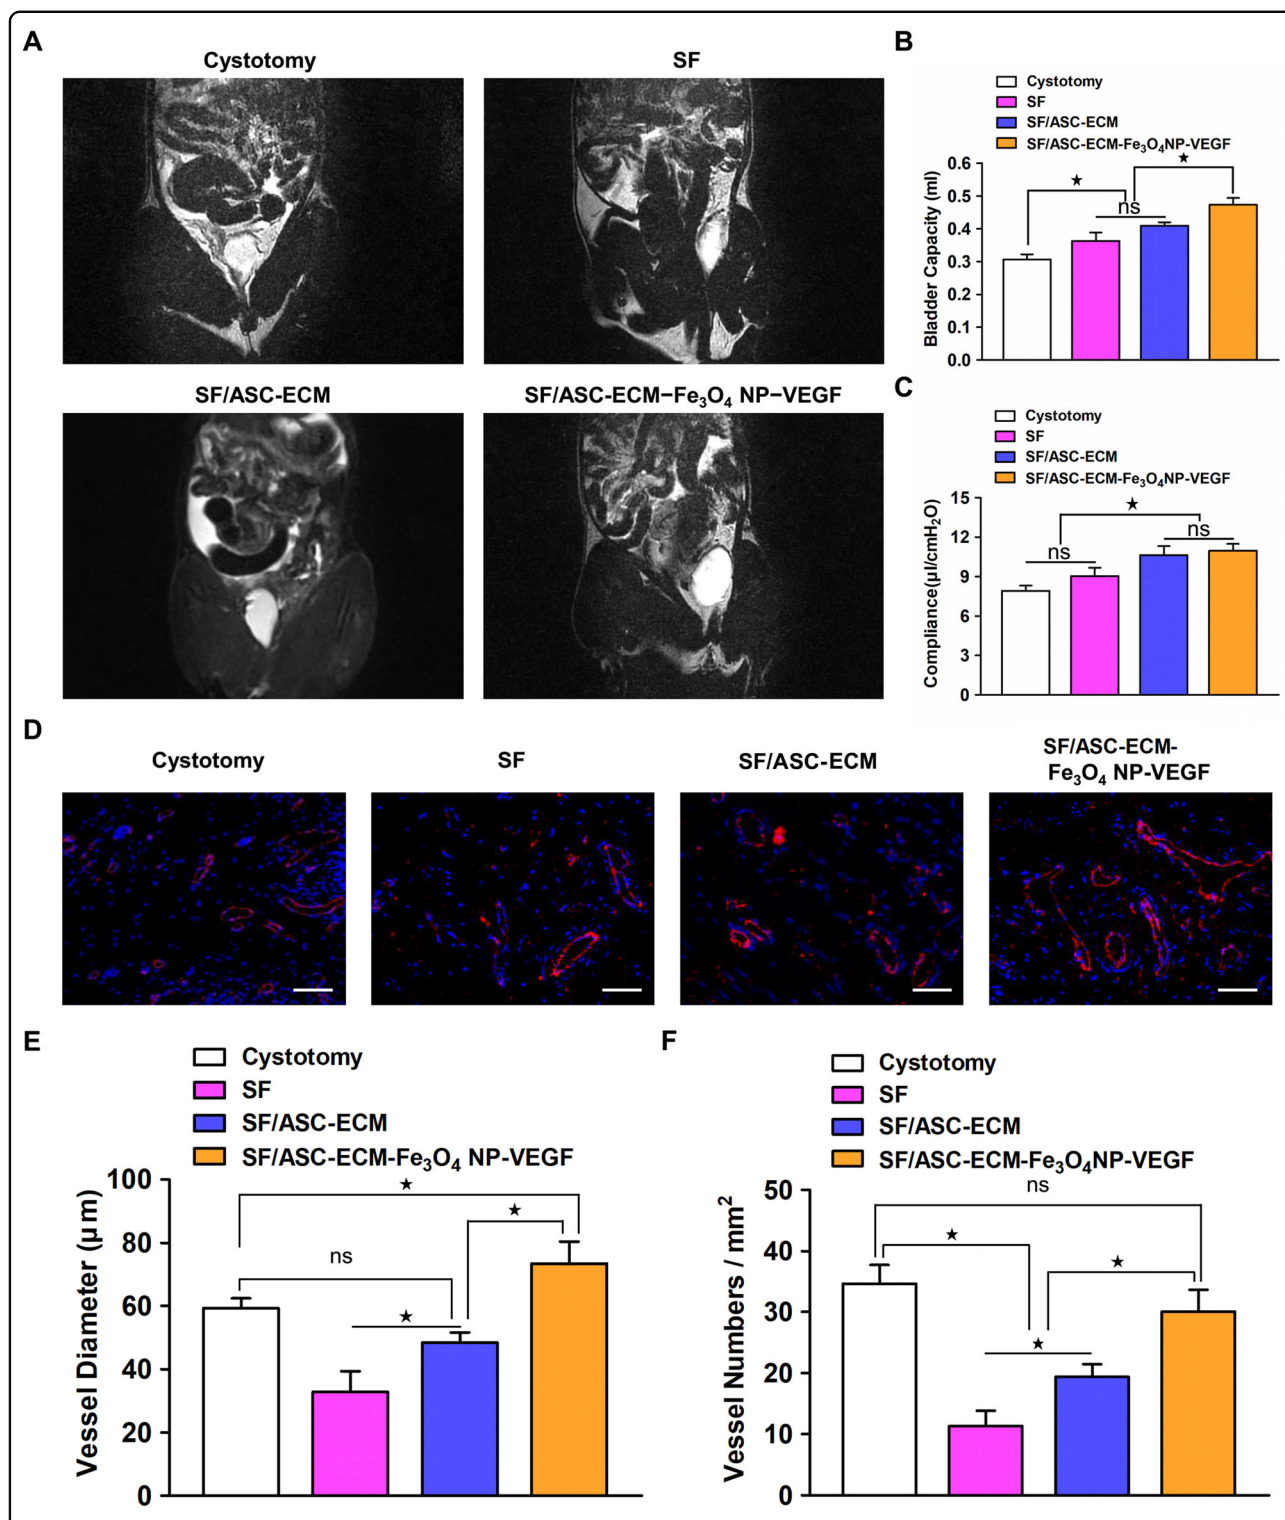 A
Cystotomy
SF
SF/ASC-ECM
SF/ASC-ECM−Fe₃O₄ NP−VEGF
B
Cystotomy
SF
SF/ASC-ECM
SF/ASC-ECM-Fe₃O₄NP-VEGF
Bladder Capacity (ml)
0.6
0.5
0.4
0.3
0.2
0.1
0.0
★
ns
★
C
Cystotomy
SF
SF/ASC-ECM
SF/ASC-ECM-Fe₃O₄NP-VEGF
Compliance(μl/cmH₂O)
15
12
9
6
3
0
★
ns
ns
D
Cystotomy
SF
SF/ASC-ECM
SF/ASC-ECM-
Fe₃O₄ NP-VEGF
E
Cystotomy
SF
SF/ASC-ECM
SF/ASC-ECM-Fe₃O₄ NP-VEGF
Vessel Diameter (μm)
100
80
60
40
20
0
★
★
ns
★
F
Cystotomy
SF
SF/ASC-ECM
SF/ASC-ECM-Fe₃O₄NP-VEGF
Vessel Numbers / mm²
50
40
30
20
10
0
ns
★
★
★